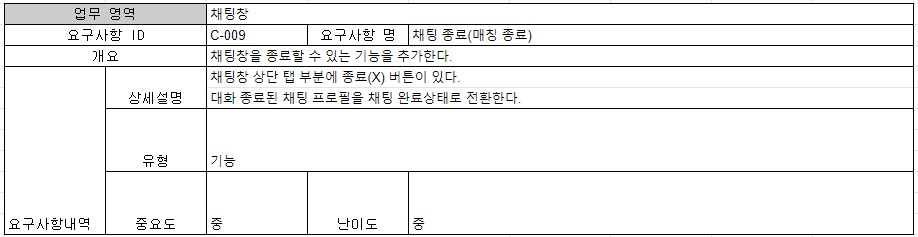 업무 영역 채팅창
요구사항 ID C-009 요구사항 명 채팅 종료(매칭 종료)
개요 채팅창을 종료할 수 있는 기능을 추가한다.
채팅창 상단 탭 부분에 종료(X) 버튼이 있다.
상세설명 대화 종료된 채팅 프로필을 채팅 완료상태로 전환한다.
유형 기능
요구사항내역 중요도 중 난이도 중